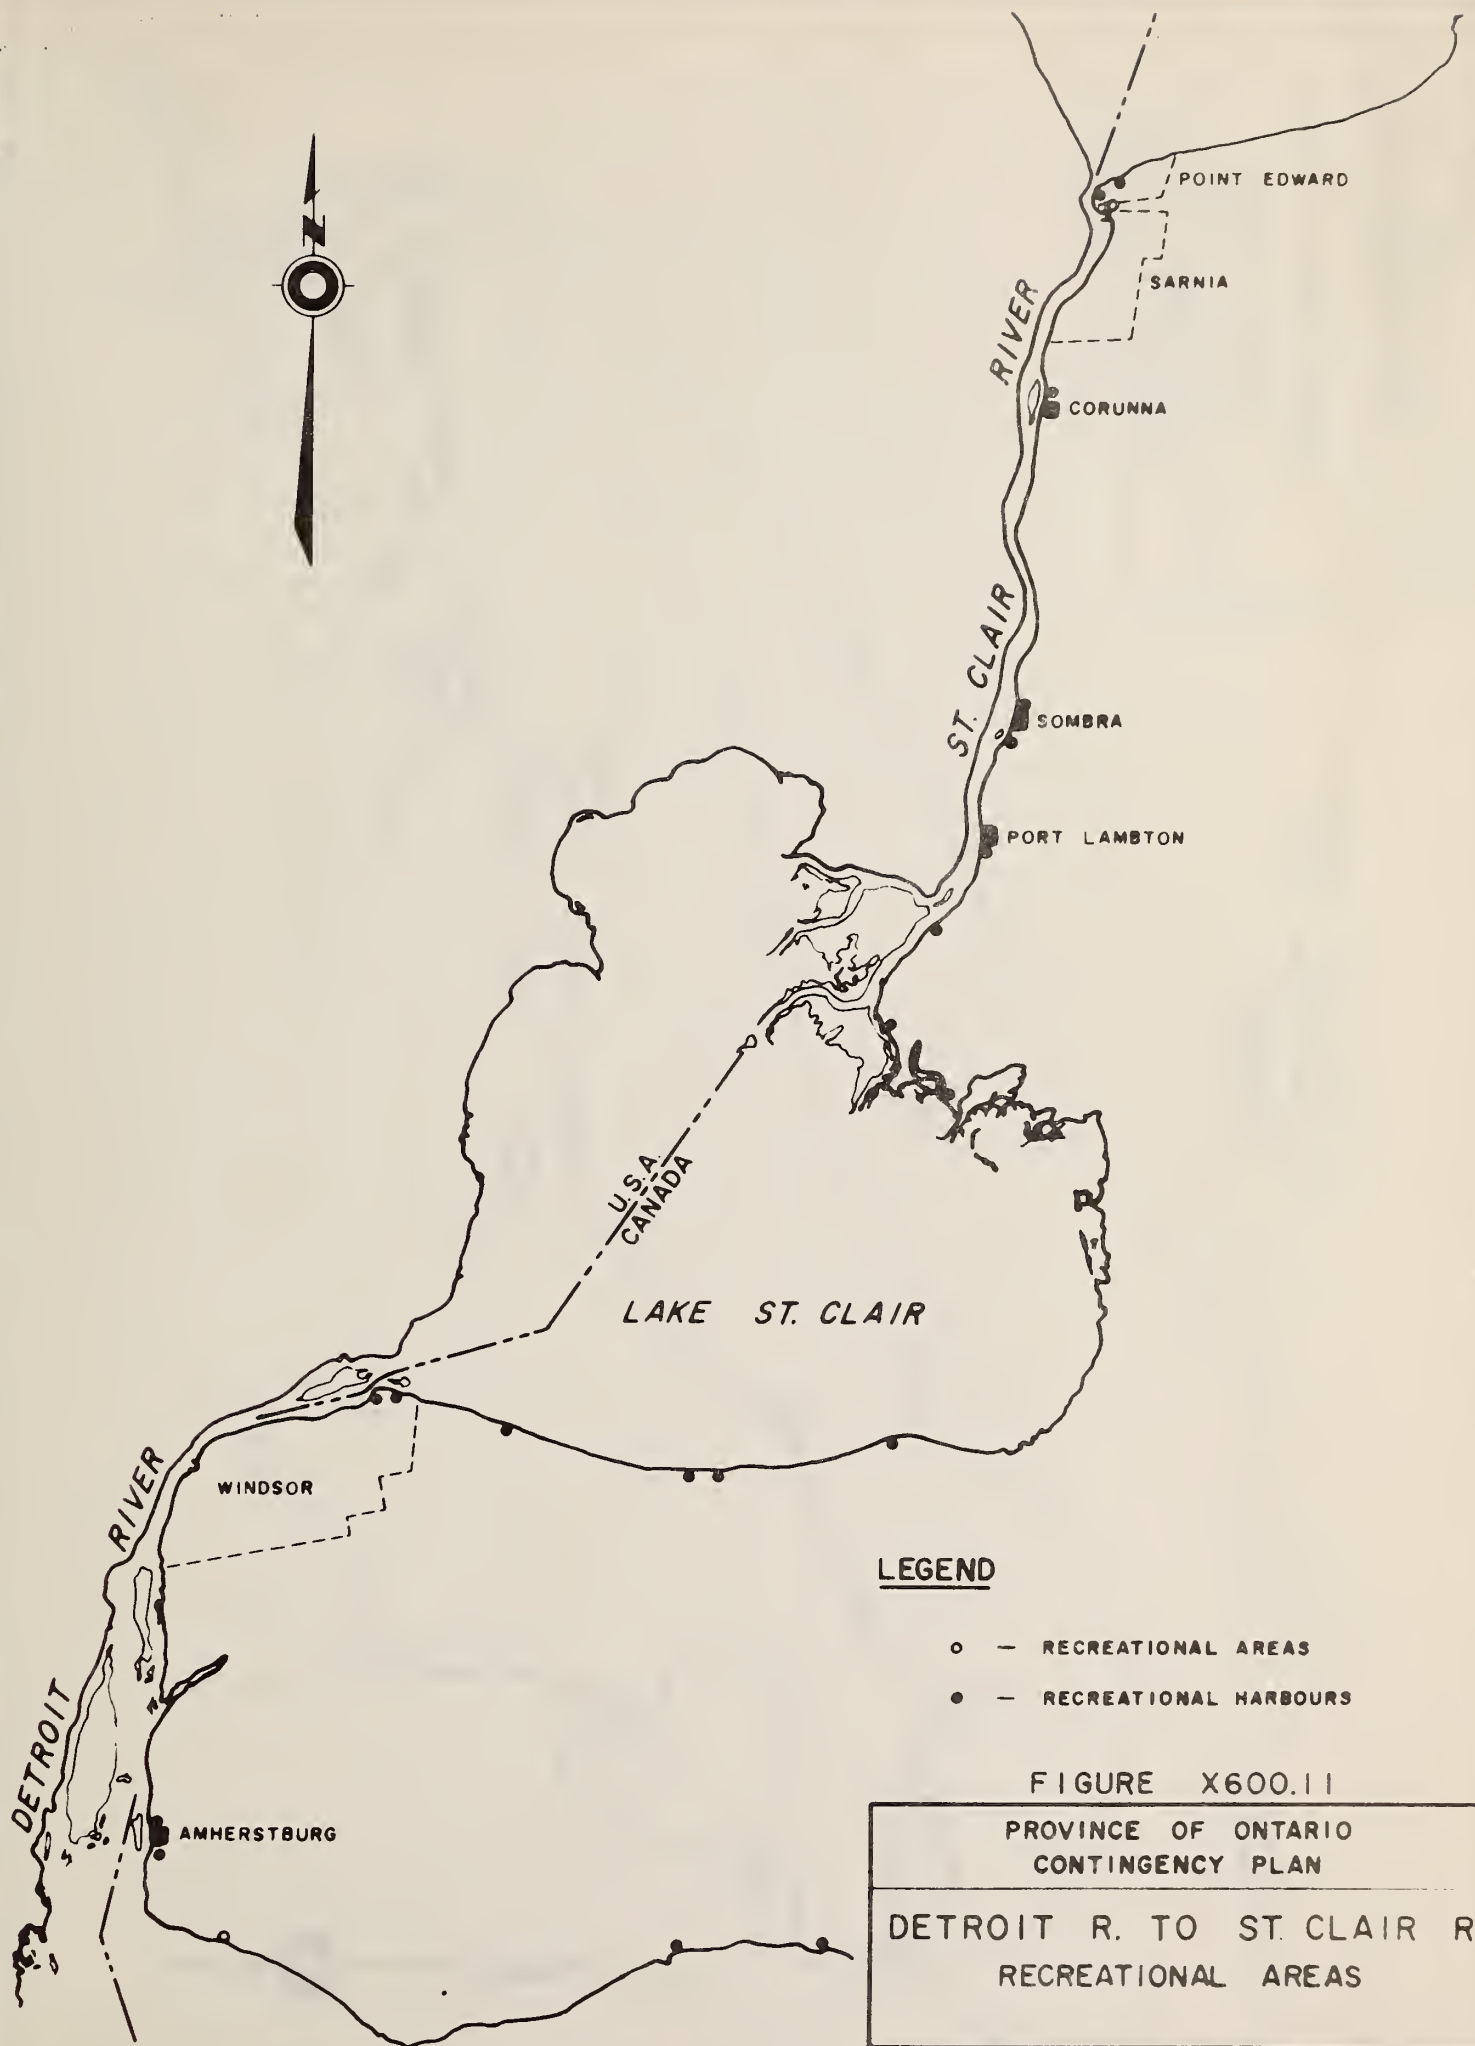 N
POINT EDWARD
SARNIA
RIVER
CORUNNA
ST. CLAIR
SOMBRA
PORT LAMBTON
U.S.A.
CANADA
LAKE ST. CLAIR
RIVER
WINDSOR
LEGEND
o – RECREATIONAL AREAS
● – RECREATIONAL HARBOURS
DETROIT
AMHERSTBURG
FIGURE X600.11
PROVINCE OF ONTARIO
CONTINGENCY PLAN
DETROIT R. TO ST. CLAIR R
RECREATIONAL AREAS